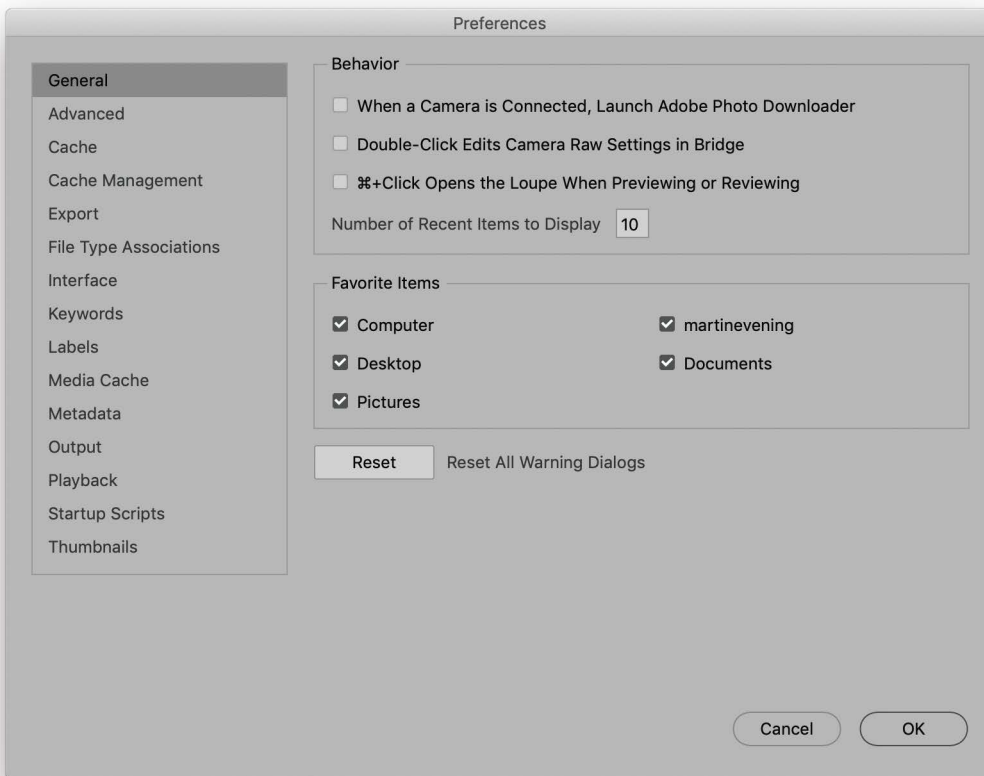 Preferences
General
Advanced
Cache
Cache Management
Export
File Type Associations
Interface
Keywords
Labels
Media Cache
Metadata
Output
Playback
Startup Scripts
Thumbnails
Behavior
When a Camera is Connected, Launch Adobe Photo Downloader
Double-Click Edits Camera Raw Settings in Bridge
⌘+Click Opens the Loupe When Previewing or Reviewing
Number of Recent Items to Display 10
Favorite Items
Computer
martinevening
Desktop
Documents
Pictures
Reset
Reset All Warning Dialogs
Cancel
OK